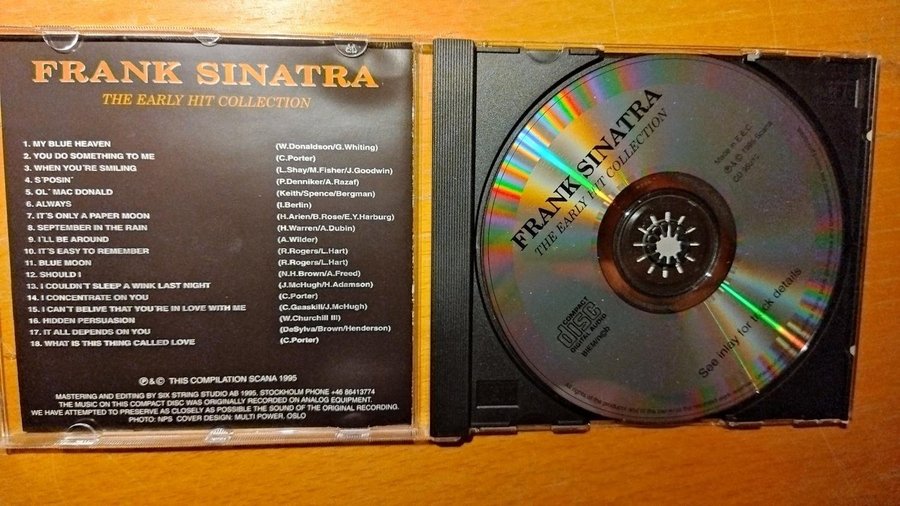 FRANK SINATRA
THE EARLY HIT COLLECTION
1. MY BLUE HEAVEN (W.Donaldson/G.Whiting)
2. YOU DO SOMETHING TO ME (C.Porter)
3. WHEN YOU'RE SMILING (L.Shay/M.Fisher/J.Goodwin)
4. S'POSIN' (P.Denniker/A.Razaf)
5. OL' MAC DONALD (Keith/Spence/Bergman)
6. ALWAYS (I.Berlin)
7. IT'S ONLY A PAPER MOON (H.Arlen/B.Rose/E.Y.Harburg)
8. SEPTEMBER IN THE RAIN (H.Warren/A.Dubin)
9. I'LL BE AROUND (A.Wilder)
10. IT'S EASY TO REMEMBER (R.Rogers/L.Hart)
11. BLUE MOON (R.Rogers/L.Hart)
12. SHOULD I (N.H.Brown/A.Freed)
13. I COULDN'T SLEEP A WINK LAST NIGHT (J.McHugh/H.Adamson)
14. I CONCENTRATE ON YOU (C.Porter)
15. I CAN'T BELIVE THAT YOU'RE IN LOVE WITH ME (C.Gaskill/J.McHugh)
16. HIDDEN PERSUASION (W.Churchill III)
17. IT ALL DEPENDS ON YOU (DeSylva/Brown/Henderson)
18. WHAT IS THIS THING CALLED LOVE (C.Porter)
℗&© THIS COMPILATION SCANA 1995
MASTERING AND EDITING BY SIX STRING STUDIO AB 1995, STOCKHOLM PHONE +46 86413774
THE MUSIC ON THIS COMPACT DISC WAS ORIGINALLY RECORDED ON ANALOG EQUIPMENT.
WE HAVE ATTEMPTED TO PRESERVE AS CLOSELY AS POSSIBLE THE SOUND OF THE ORIGINAL RECORDING.
PHOTO: NPS COVER DESIGN: MULTI POWER, OSLO
FRANK SINATRA
THE EARLY HIT COLLECTION
Made in E.E.C.
℗&© 1995 Scana
COMPACT
disc
DIGITAL AUDIO
BIEM/n©b
See inlay for track details